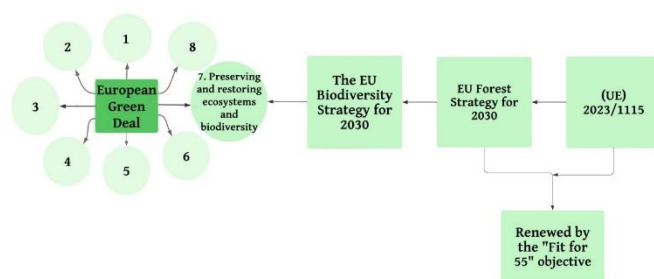 1
2
8
3
European
Green
Deal
4
5
6
7. Preserving
and restoring
ecosystems
and
biodiversity
The EU
Biodiversity
Strategy for
2030
EU Forest
Strategy for
2030
(UE)
2023/1115
Renewed by
the "Fit for
55" objective